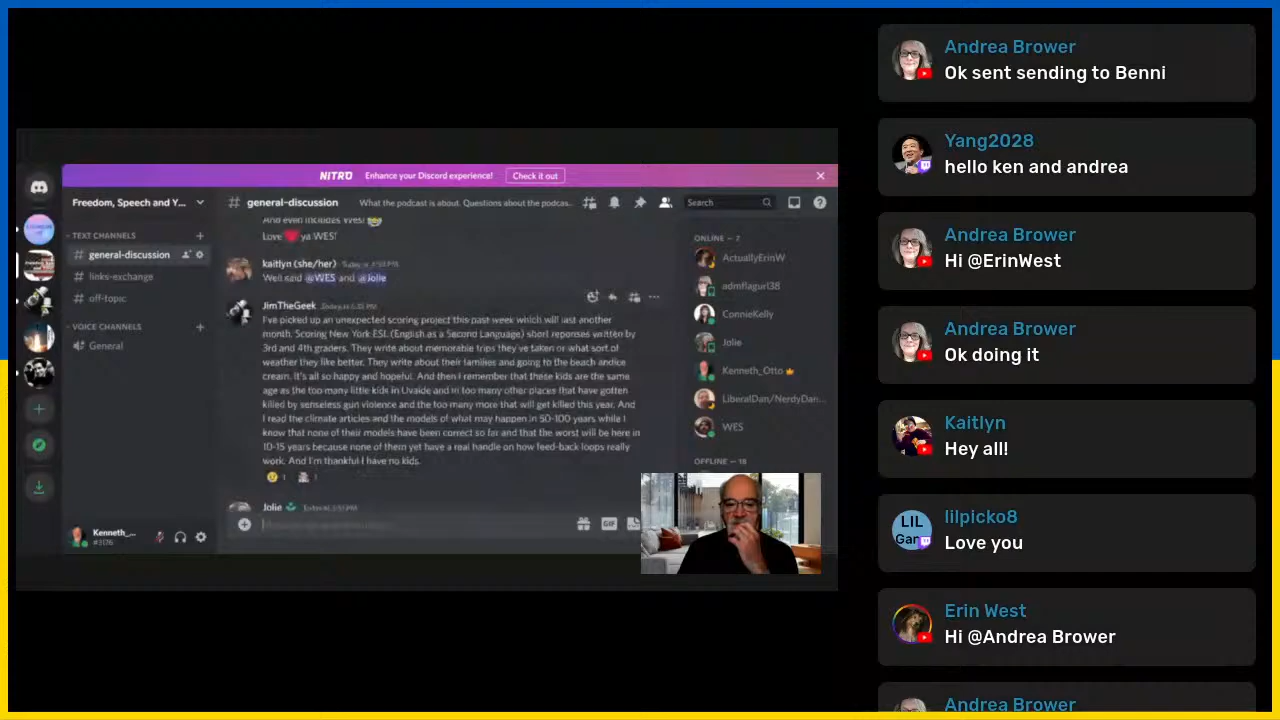 NITRO Enhance your Discord experience! Check it out
Freedom, Speech and Y...
# general-discussion What the podcast is about. Questions about the podcas... Search
TEXT CHANNELS
# general-discussion
# links-exchange
# off-topic
VOICE CHANNELS
General
Kenneth_...
#3176
And even includes Wes!
Love ya WES!
kaitlyn (she/her)
Well said @WES and @Jolie
JimTheGeek
I've picked up an unexpected scoring project this past week which will last another
month. Scoring New York ESL (English as a Second Language) short reponses written by
3rd and 4th graders. They write about memorable trips they've taken or what sort of
weather they like better. They write about their families and going to the beach andice
cream. It's all so happy and hopeful. And then I remember that these kids are the same
age as the too many little kids in Uvalde and in too many other places that have gotten
killed by senseless gun violence and the too many more that will get killed this year. And
I read the climate articles and the models of what may happen in 50-100 years while I
know that none of their models have been correct so far and that the worst will be here in
10-15 years because none of them yet have a real handle on how feed-back loops really
work. And I'm thankful I have no kids.
1 1
Jolie
GIF
ONLINE — 7
ActuallyErinW
admflagurl38
ConnieKelly
Jolie
Kenneth_Otto
LiberalDan/NerdyDan...
WES
OFFLINE — 18
Andrea Brower
Ok sent sending to Benni
Yang2028
hello ken and andrea
Andrea Brower
Hi @ErinWest
Andrea Brower
Ok doing it
Kaitlyn
Hey all!
LIL
Gan
lilpicko8
Love you
Erin West
Hi @Andrea Brower
Andrea Brower